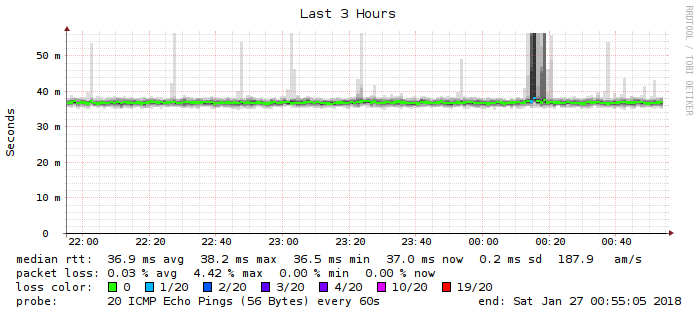 Last 3 Hours
RRDTOOL / TOBI OETIKER
Seconds
50 m
40 m
30 m
20 m
10 m
0
22:00 22:20 22:40 23:00 23:20 23:40 00:00 00:20 00:40
median rtt: 36.9 ms avg 38.2 ms max 36.5 ms min 37.0 ms now 0.2 ms sd 187.9 am/s
packet loss: 0.03 % avg 4.42 % max 0.00 % min 0.00 % now
loss color: 0 1/20 2/20 3/20 4/20 10/20 19/20
probe: 20 ICMP Echo Pings (56 Bytes) every 60s end: Sat Jan 27 00:55:05 2018